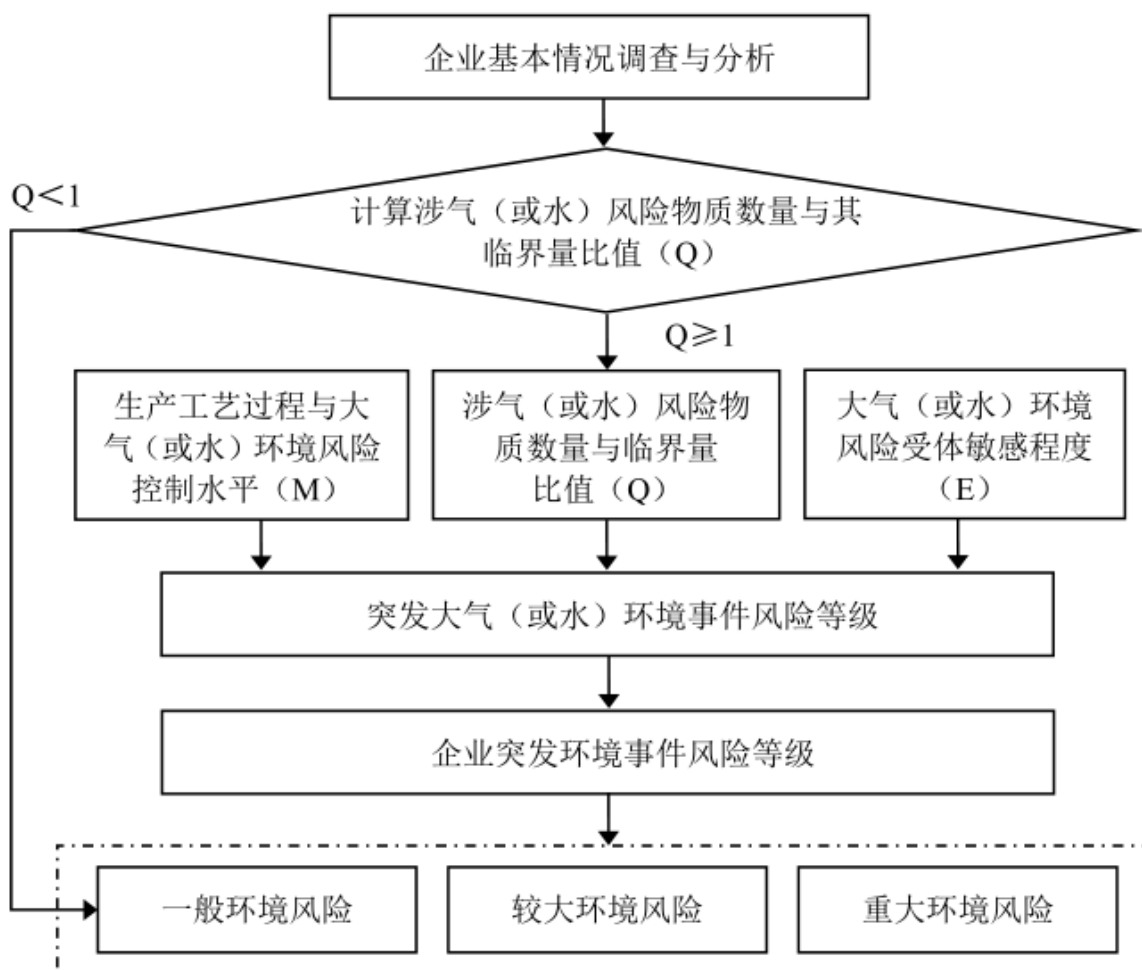 企业基本情况调查与分析
Q＜1
计算涉气（或水）风险物质数量与其
临界量比值（Q）
Q≥1
生产工艺过程与大
气（或水）环境风险
控制水平（M）
涉气（或水）风险物
质数量与临界量
比值（Q）
大气（或水）环境
风险受体敏感程度
（E）
突发大气（或水）环境事件风险等级
企业突发环境事件风险等级
一般环境风险
较大环境风险
重大环境风险